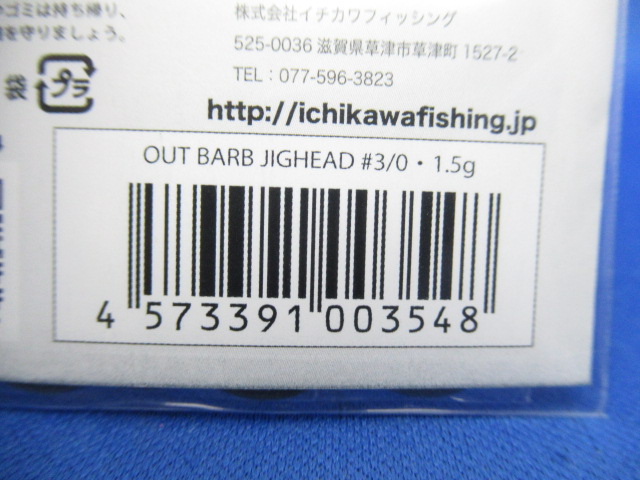 ゴミは持ち帰り、
を守りましょう。
株式会社イチカワフィッシング
525-0036 滋賀県草津市草津町 1527-2
TEL：077-596-3823
袋 プラ
http://ichikawafishing.jp
OUT BARB JIGHEAD #3/0・1.5g
4 573391 003548